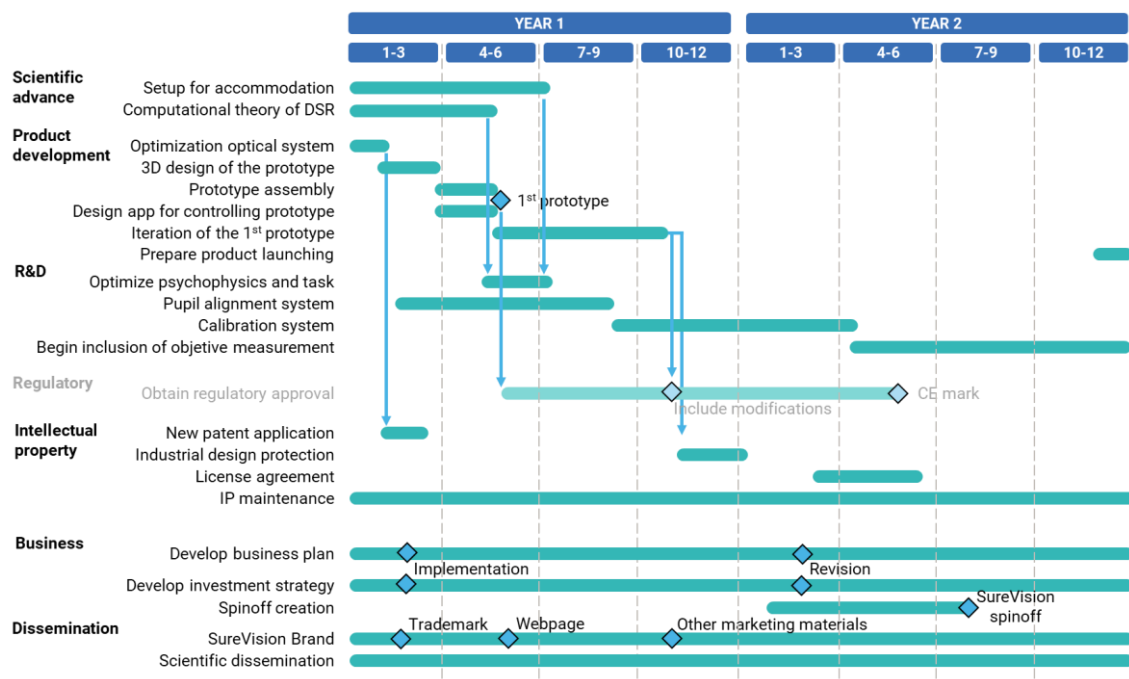 YEAR 1
YEAR 2
1-3
4-6
7-9
10-12
1-3
4-6
7-9
10-12
Scientific
advance
Setup for accommodation
Computational theory of DSR
Product
development
Optimization optical system
3D design of the prototype
Prototype assembly
1st prototype
Design app for controlling prototype
Iteration of the 1st prototype
Prepare product launching
R&D
Optimize psychophysics and task
Pupil alignment system
Calibration system
Begin inclusion of objetive measurement
Regulatory
Obtain regulatory approval
CE mark
Include modifications
Intellectual
property
New patent application
Industrial design protection
License agreement
IP maintenance
Business
Develop business plan
Implementation
Revision
Develop investment strategy
Spinoff creation
SureVision
spinoff
Dissemination
SureVision Brand
Trademark
Webpage
Other marketing materials
Scientific dissemination